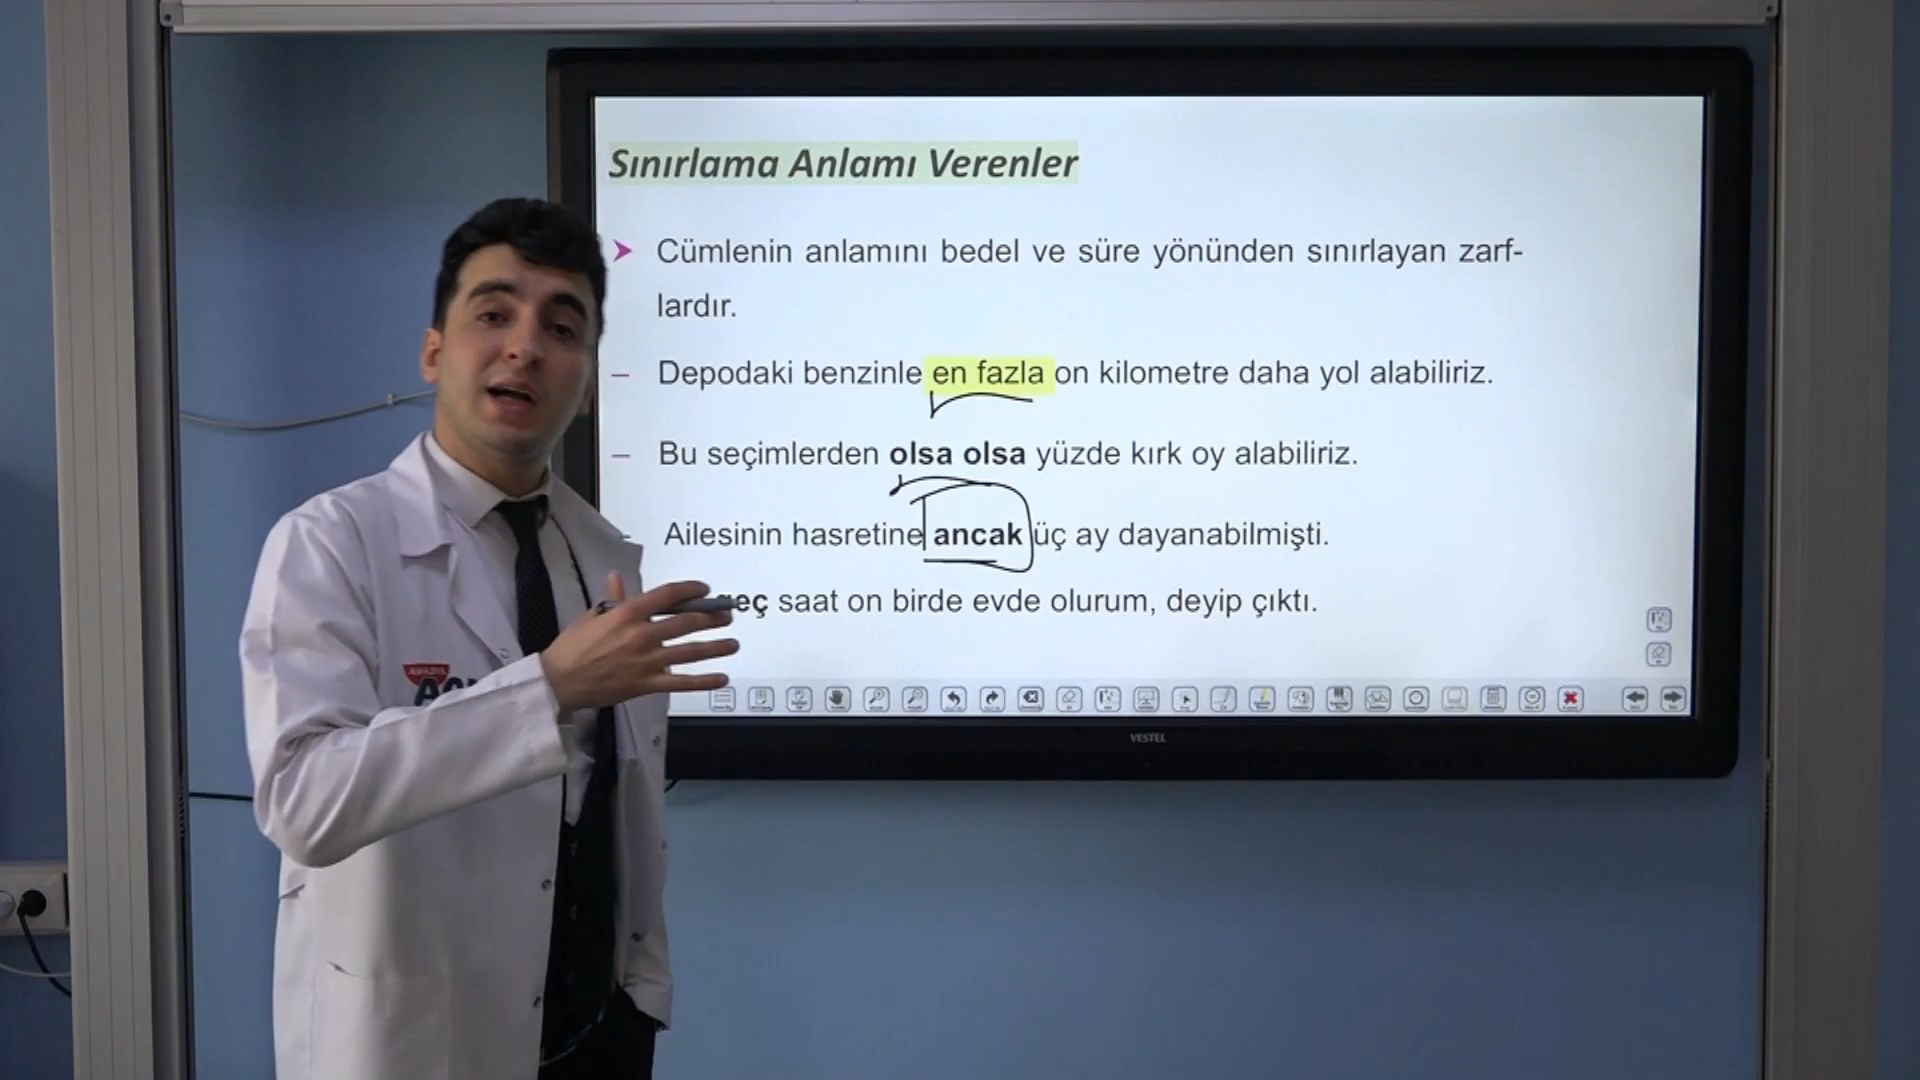 Sınırlama Anlamı Verenler
➤ Cümlenin anlamını bedel ve süre yönünden sınırlayan zarf-
lardır.
– Depodaki benzinle en fazla on kilometre daha yol alabiliriz.
– Bu seçimlerden olsa olsa yüzde kırk oy alabiliriz.
– Ailesinin hasretine ancak üç ay dayanabilmişti.
geç saat on birde evde olurum, deyip çıktı.
VESTEL